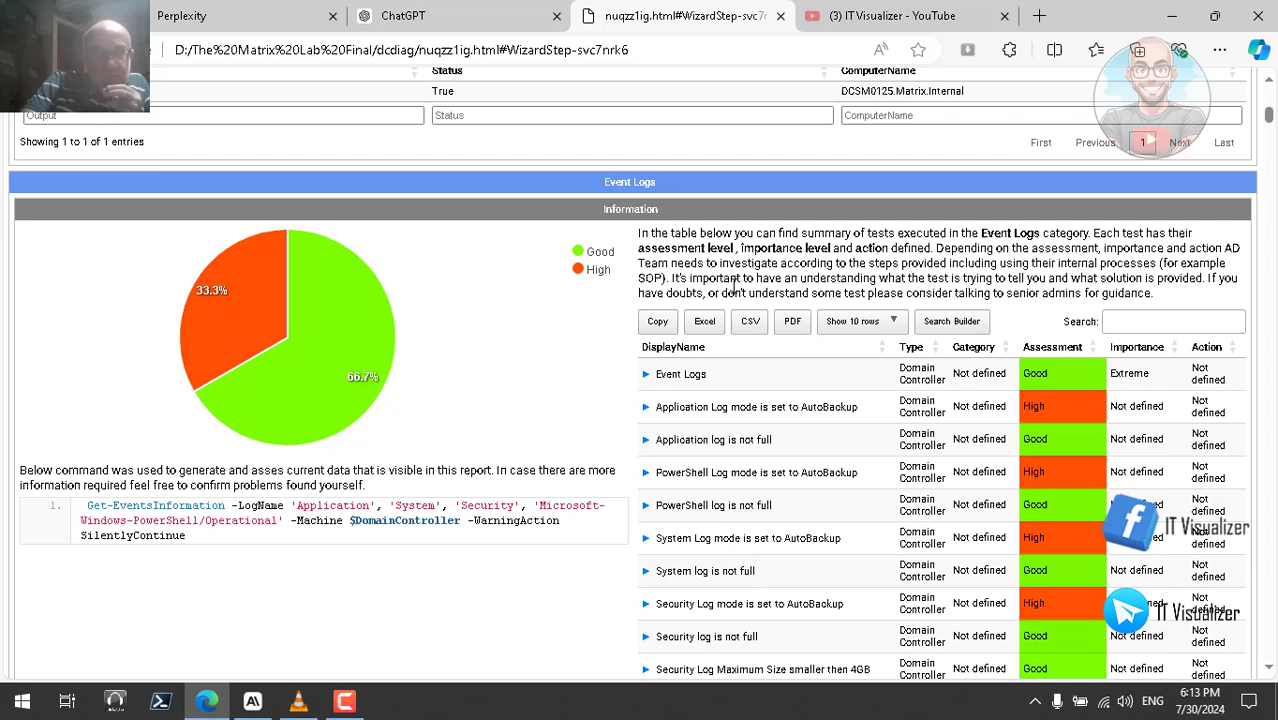 Perplexity
ChatGPT
nuqzz1ig.html#WizardStep-svc7nr
(3) IT Visualizer - YouTube
D:/The%20Matrix%20Lab%20Final/dcdiag/nuqzz1ig.html#WizardStep-svc7nrk6
Status
ComputerName
True
DCSM0125.Matrix.Internal
Output
Status
ComputerName
Showing 1 to 1 of 1 entries
First
Previous
1
Next
Last
Event Logs
Information
Good
High
33.3%
66.7%
In the table below you can find summary of tests executed in the Event Logs category. Each test has their
assessment level , importance level and action defined. Depending on the assessment, importance and action AD
Team needs to investigate according to the steps provided including using their internal processes (for example
SOP). It's important to have an understanding what the test is trying to tell you and what solution is provided. If you
have doubts, or don't understand some test please consider talking to senior admins for guidance.
Copy
Excel
CSV
PDF
Show 10 rows
Search Builder
Search:
DisplayName
Type
Category
Assessment
Importance
Action
Event Logs
Domain Controller
Not defined
Good
Extreme
Not defined
Application Log mode is set to AutoBackup
Domain Controller
Not defined
High
Not defined
Not defined
Application log is not full
Domain Controller
Not defined
Good
Not defined
Not defined
PowerShell Log mode is set to AutoBackup
Domain Controller
Not defined
High
Not defined
Not defined
PowerShell log is not full
Domain Controller
Not defined
Good
Not defined
System Log mode is set to AutoBackup
Domain Controller
Not defined
High
Not defined
Not defined
System log is not full
Domain Controller
Not defined
Good
Not defined
Not defined
Security Log mode is set to AutoBackup
Domain Controller
Not defined
High
Security log is not full
Domain Controller
Not defined
Good
Not defined
Not defined
Security Log Maximum Size smaller then 4GB
Domain
Not defined
Good
Not defined
Not
Below command was used to generate and asses current data that is visible in this report. In case there are more
information required feel free to confirm problems found yourself.
1.
Get-EventsInformation -LogName 'Application', 'System', 'Security', 'Microsoft-
Windows-PowerShell/Operational' -Machine $DomainController -WarningAction
SilentlyContinue
IT Visualizer
IT Visualizer
ENG
6:13 PM
7/30/2024